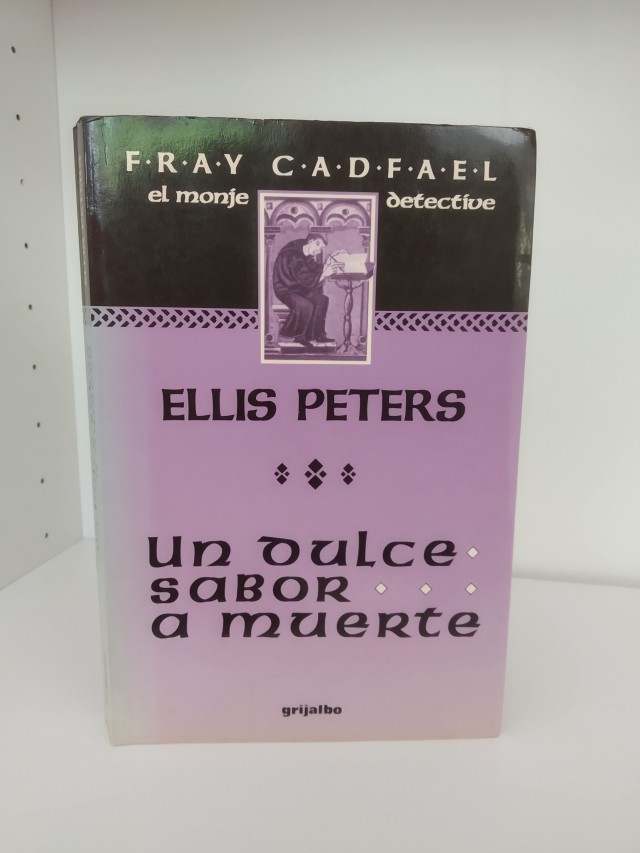 F·R·A·Y C·A·D·F·A·E·L
el monje detective
ELLIS PETERS
un dulce
sabor
a muerte
grijalbo